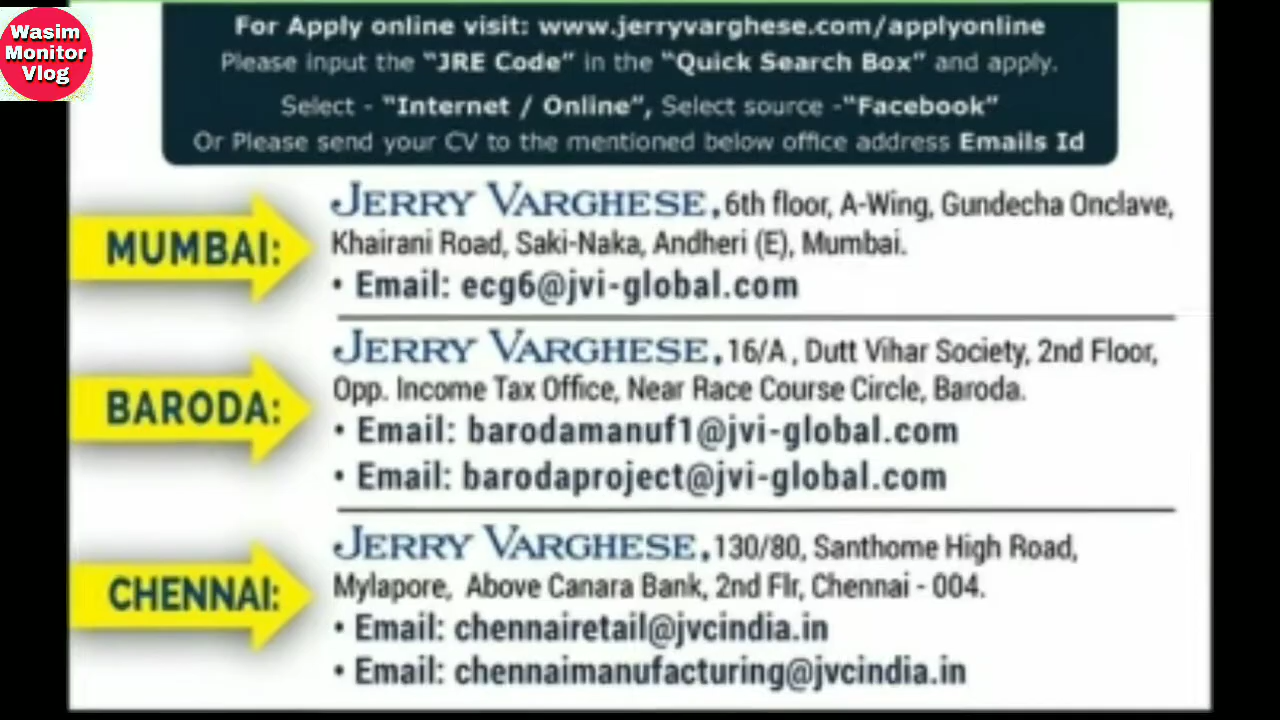 Wasim
Monitor
Vlog
For Apply online visit: www.jerryvarghese.com/applyonline
Please input the "JRE Code" in the "Quick Search Box" and apply.
Select - "Internet / Online", Select source -"Facebook"
Or Please send your CV to the mentioned below office address Emails Id
MUMBAI:
JERRY VARGHESE, 6th floor, A-Wing, Gundecha Onclave,
Khairani Road, Saki-Naka, Andheri (E), Mumbai.
• Email: ecg6@jvi-global.com
BARODA:
JERRY VARGHESE, 16/A , Dutt Vihar Society, 2nd Floor,
Opp. Income Tax Office, Near Race Course Circle, Baroda.
• Email: barodamanuf1@jvi-global.com
• Email: barodaproject@jvi-global.com
CHENNAI:
JERRY VARGHESE, 130/80, Santhome High Road,
Mylapore, Above Canara Bank, 2nd Flr, Chennai - 004.
• Email: chennairetail@jvcindia.in
• Email: chennaimanufacturing@jvcindia.in